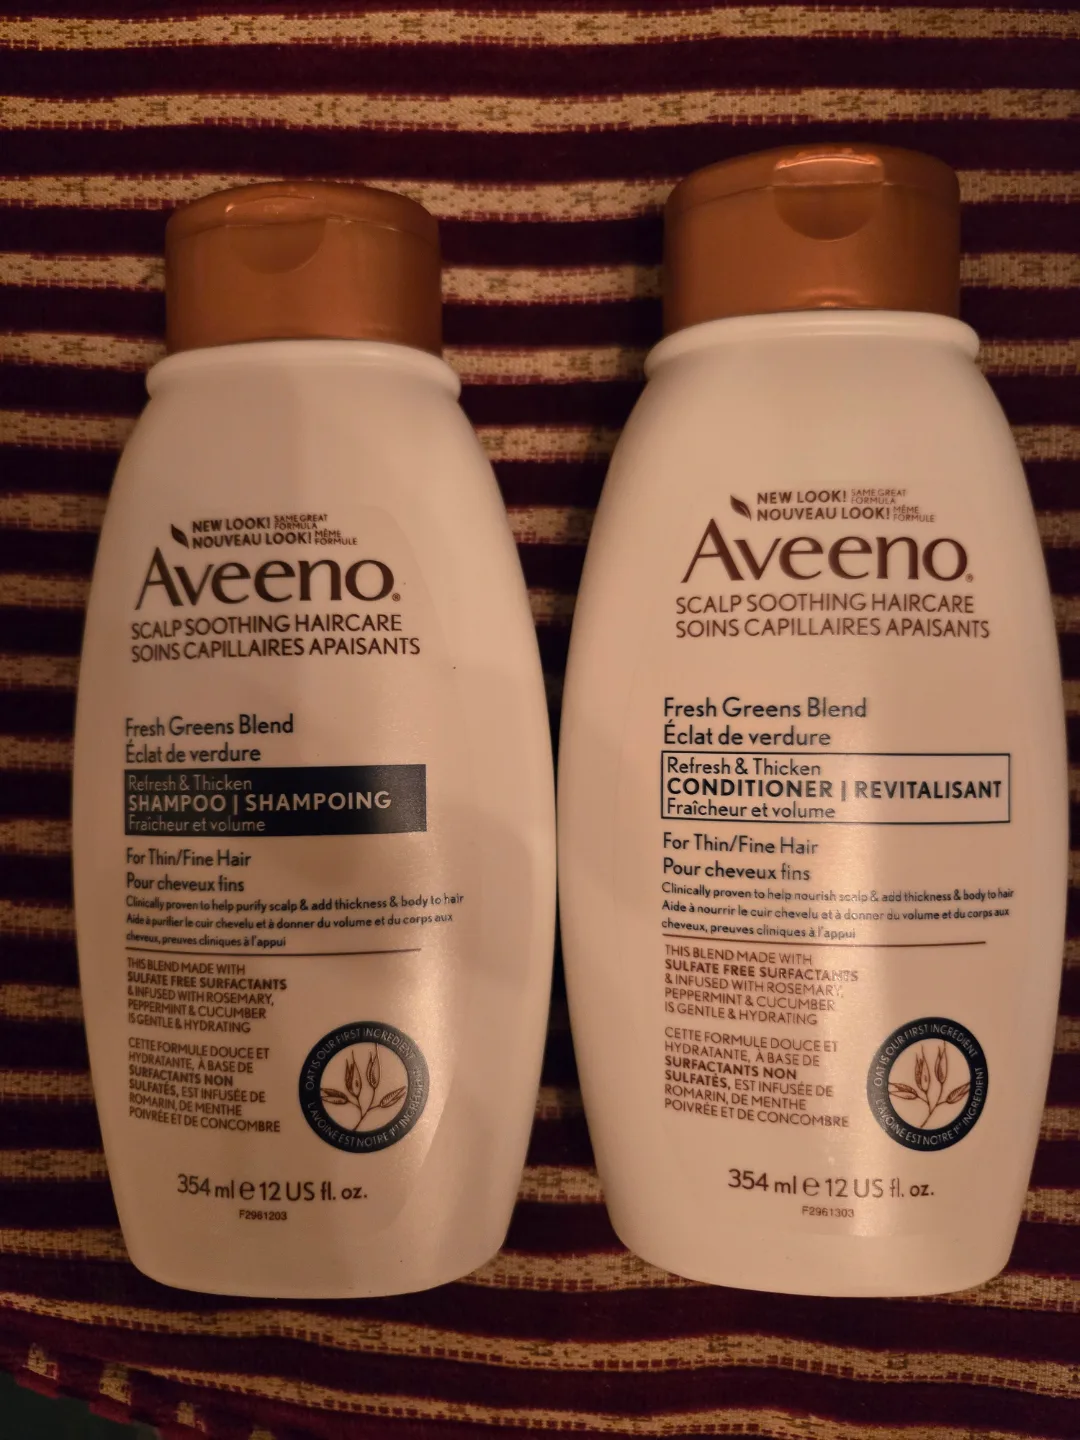 NEW LOOK! SAME GREAT FORMULA
NOUVEAU LOOK! MÊME FORMULE
Aveeno®
SCALP SOOTHING HAIRCARE
SOINS CAPILLAIRES APAISANTS
Fresh Greens Blend
Éclat de verdure
Refresh & Thicken
SHAMPOO | SHAMPOING
Fraîcheur et volume
For Thin/Fine Hair
Pour cheveux fins
Clinically proven to help purify scalp & add thickness & body to hair
Aide à purifier le cuir chevelu et à donner du volume et du corps aux
cheveux, preuves cliniques à l'appui
THIS BLEND MADE WITH
SULFATE FREE SURFACTANTS
& INFUSED WITH ROSEMARY,
PEPPERMINT & CUCUMBER
IS GENTLE & HYDRATING
CETTE FORMULE DOUCE ET
HYDRATANTE, À BASE DE
SURFACTANTS NON
SULFATÉS, EST INFUSÉE DE
ROMARIN, DE MENTHE
POIVRÉE ET DE CONCOMBRE
OAT IS OUR FIRST INGREDIENT
L'AVOINE EST NOTRE 1er INGRÉDIENT
354 ml e 12 US fl. oz.
F2961203
NEW LOOK! SAME GREAT FORMULA
NOUVEAU LOOK! MÊME FORMULE
Aveeno®
SCALP SOOTHING HAIRCARE
SOINS CAPILLAIRES APAISANTS
Fresh Greens Blend
Éclat de verdure
Refresh & Thicken
CONDITIONER | REVITALISANT
Fraîcheur et volume
For Thin/Fine Hair
Pour cheveux fins
Clinically proven to help nourish scalp & add thickness & body to hair
Aide à nourrir le cuir chevelu et à donner du volume et du corps aux
cheveux, preuves cliniques à l'appui
THIS BLEND MADE WITH
SULFATE FREE SURFACTANTS
& INFUSED WITH ROSEMARY,
PEPPERMINT & CUCUMBER
IS GENTLE & HYDRATING
CETTE FORMULE DOUCE ET
HYDRATANTE, À BASE DE
SURFACTANTS NON
SULFATÉS, EST INFUSÉE DE
ROMARIN, DE MENTHE
POIVRÉE ET DE CONCOMBRE
OAT IS OUR FIRST INGREDIENT
L'AVOINE EST NOTRE 1er INGRÉDIENT
354 ml e 12 US fl. oz.
F2961303